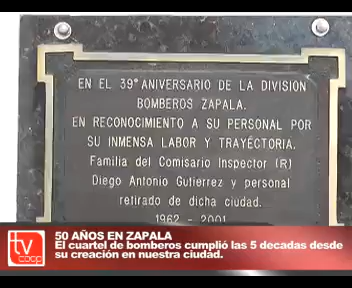 EN EL 39° ANIVERSARIO DE LA DIVISION
BOMBEROS ZAPALA.
EN RECONOCIMIENTO A SU PERSONAL POR
SU INMENSA LABOR Y TRAYÉCTORIA.
Familia del Comisario Inspector (R)
Diego Antonio Gutierrez y personal
retirado de dicha ciudad.
1962 - 2001
tv
coop
50 AÑOS EN ZAPALA
El cuartel de bomberos cumplió las 5 decadas desde
su creación en nuestra ciudad.